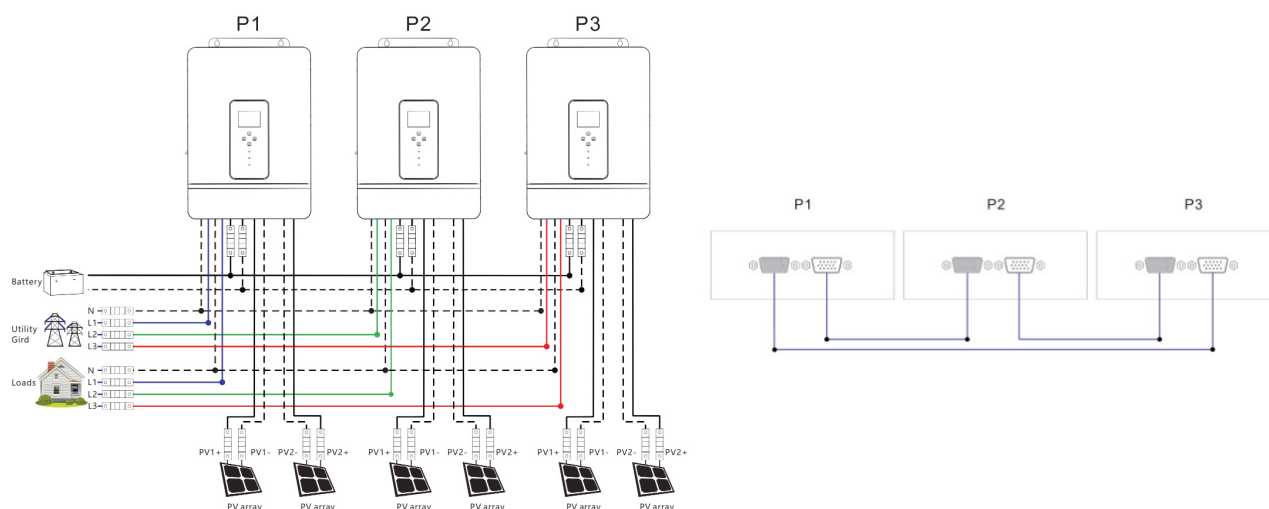 P1 P2 P3
P1 P2 P3
Battery
N
L1
Utility
Gird
L2
L3
N
Loads
L1
L2
L3
PV1+ PV1- PV2- PV2+ PV1+ PV1- PV2- PV2+ PV1+ PV1- PV2- PV2+
PV array PV array PV array PV array PV array PV array